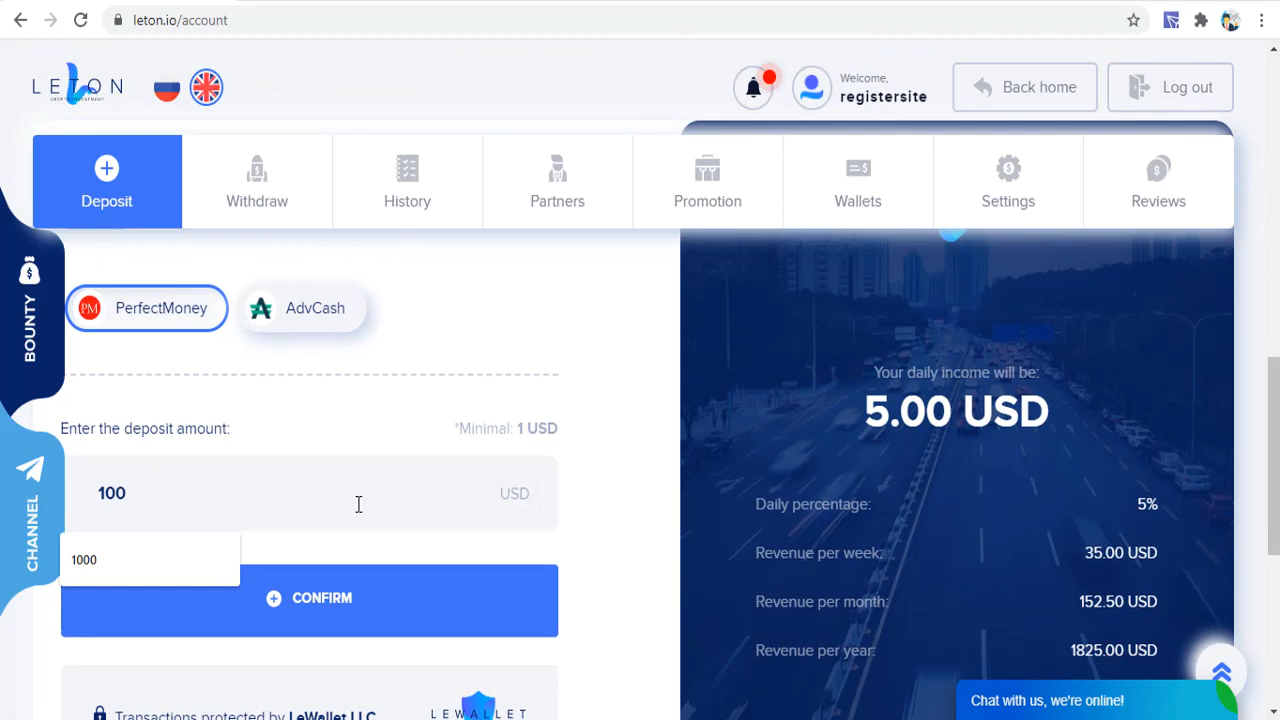 leton.io/account
LETON
Welcome,
registersite
Back home
Log out
Deposit
Withdraw
History
Partners
Promotion
Wallets
Settings
Reviews
BOUNTY
CHANNEL
PM PerfectMoney
AdvCash
Enter the deposit amount:
*Minimal: 1 USD
100
USD
1000
CONFIRM
Transactions protected by LeWallet LLC
LEWALLET
Your daily income will be:
5.00 USD
Daily percentage: 5%
Revenue per week: 35.00 USD
Revenue per month: 152.50 USD
Revenue per year: 1825.00 USD
Chat with us, we're online!